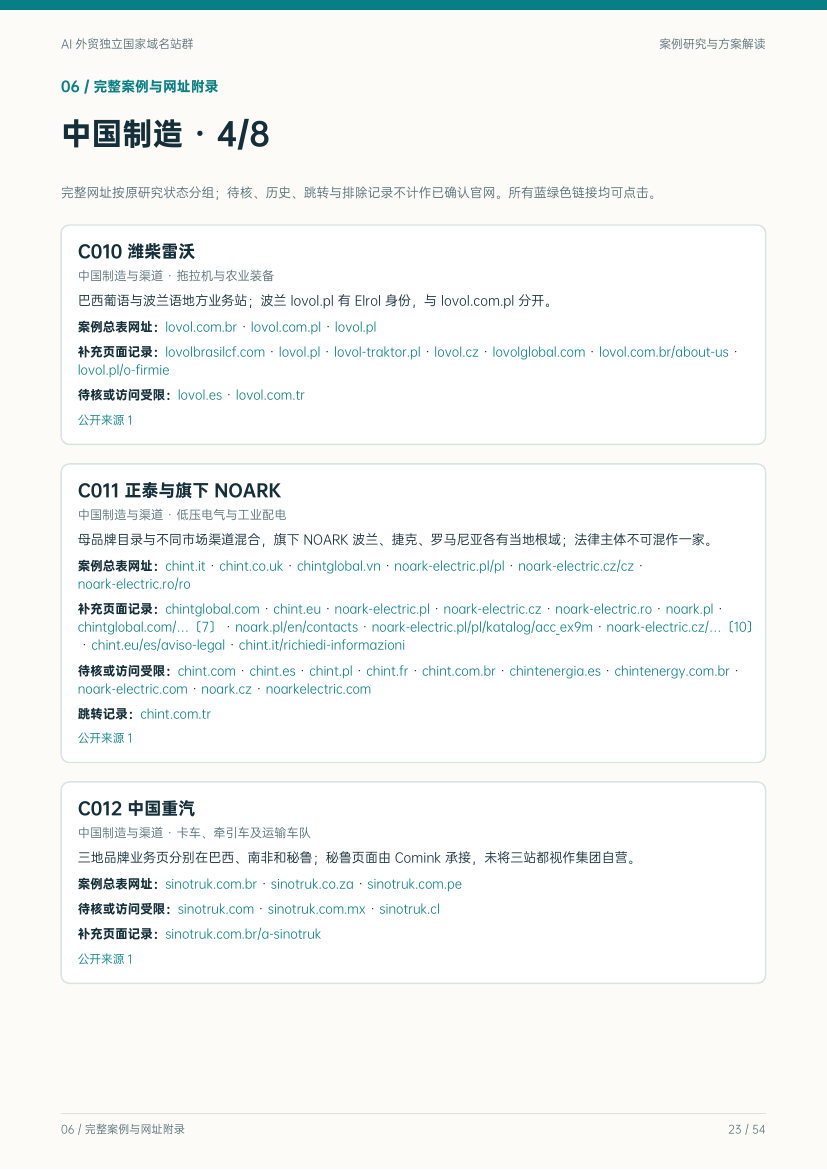 AI 外贸独立国家域名站群
案例研究与方案解读
06 / 完整案例与网址附录
中国制造 · 4/8
完整网址按原研究状态分组；待核、历史、跳转与排除记录不计作已确认官网。所有蓝绿色链接均可点击。
C010 潍柴雷沃
中国制造与渠道 · 拖拉机与农业装备
巴西葡语与波兰语地方业务站；波兰 lovol.pl 有 Elrol 身份，与 lovol.com.pl 分开。
案例总表网址：lovol.com.br · lovol.com.pl · lovol.pl
补充页面记录：lovolbrasilcf.com · lovol.pl · lovol-traktor.pl · lovol.cz · lovolglobal.com · lovol.com.br/about-us ·
lovol.pl/o-firmie
待核或访问受限：lovol.es · lovol.com.tr
公开来源 1
C011 正泰与旗下 NOARK
中国制造与渠道 · 低压电气与工业配电
母品牌目录与不同市场渠道混合，旗下 NOARK 波兰、捷克、罗马尼亚各有当地根域；法律主体不可混作一家。
案例总表网址：chint.it · chint.co.uk · chintglobal.vn · noark-electric.pl/pl · noark-electric.cz/cz ·
noark-electric.ro/ro
补充页面记录：chintglobal.com · chint.eu · noark-electric.pl · noark-electric.cz · noark-electric.ro · noark.pl ·
chintglobal.com/…［7］ · noark.pl/en/contacts · noark-electric.pl/pl/katalog/acc_ex9m · noark-electric.cz/…［10］
· chint.eu/es/aviso-legal · chint.it/richiedi-informazioni
待核或访问受限：chint.com · chint.es · chint.pl · chint.fr · chint.com.br · chintenergia.es · chintenergy.com.br ·
noark-electric.com · noark.cz · noarkelectric.com
跳转记录：chint.com.tr
公开来源 1
C012 中国重汽
中国制造与渠道 · 卡车、牵引车及运输车队
三地品牌业务页分别在巴西、南非和秘鲁；秘鲁页面由 Comink 承接，未将三站都视作集团自营。
案例总表网址：sinotruk.com.br · sinotruk.co.za · sinotruk.com.pe
待核或访问受限：sinotruk.com · sinotruk.com.mx · sinotruk.cl
补充页面记录：sinotruk.com.br/a-sinotruk
公开来源 1
06 / 完整案例与网址附录
23 / 54